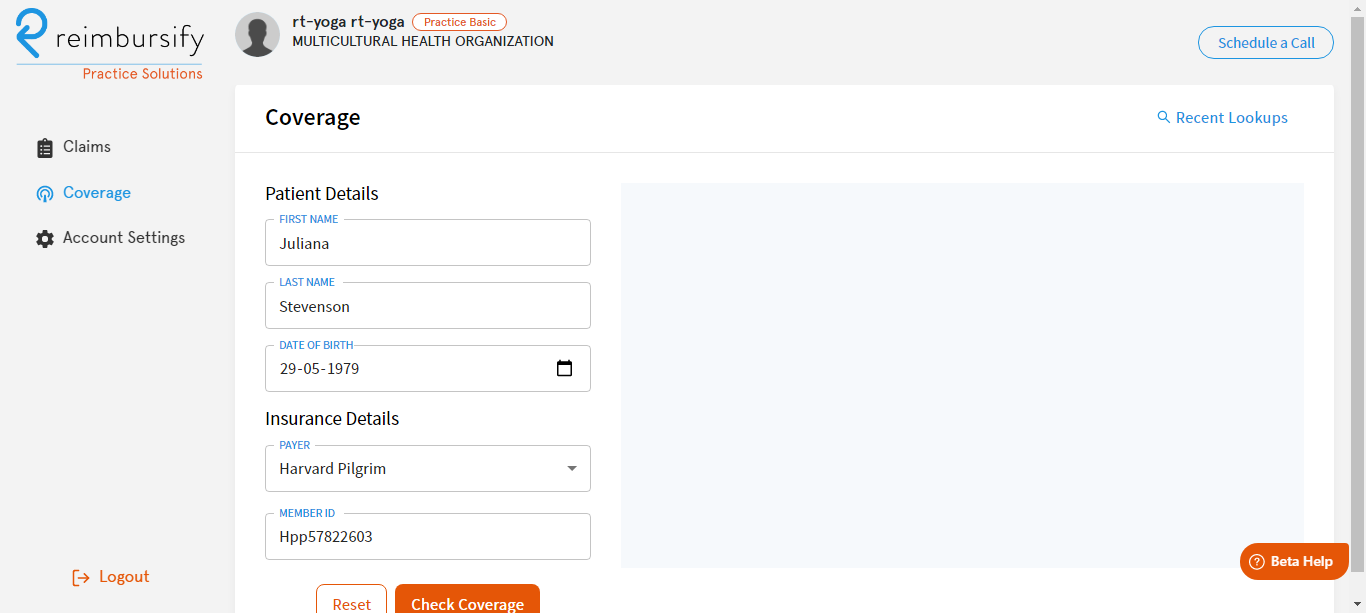 reimbursify
Practice Solutions
rt-yoga rt-yoga Practice Basic
MULTICULTURAL HEALTH ORGANIZATION
Schedule a Call
Claims
Coverage
Account Settings
Logout
Coverage
Recent Lookups
Patient Details
FIRST NAME
Juliana
LAST NAME
Stevenson
DATE OF BIRTH
29-05-1979
Insurance Details
PAYER
Harvard Pilgrim
MEMBER ID
Hpp57822603
Reset Check Coverage
? Beta Help